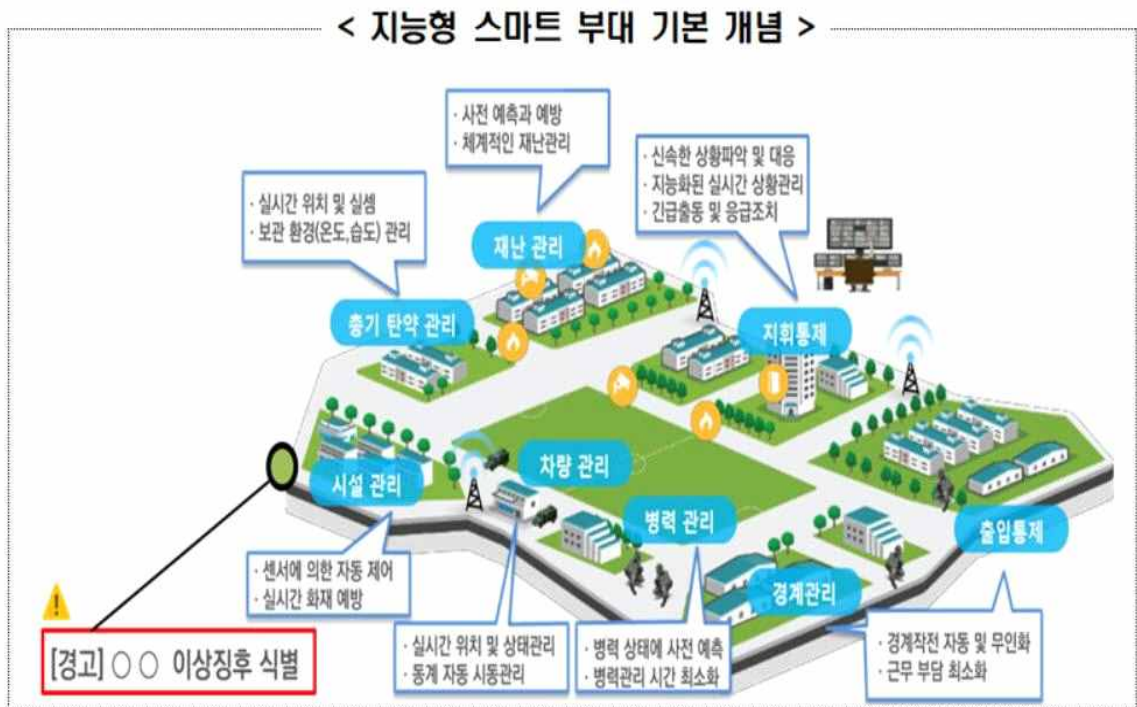 < 지능형 스마트 부대 기본 개념 >
· 사전 예측과 예방
· 체계적인 재난관리
· 신속한 상황파악 및 대응
· 지능화된 실시간 상황관리
· 긴급출동 및 응급조치
· 실시간 위치 및 실셈
· 보관 환경(온도,습도) 관리
재난 관리
총기 탄약 관리
지휘통제
차량 관리
시설 관리
병력 관리
출입통제
경계관리
· 센서에 의한 자동 제어
· 실시간 화재 예방
· 실시간 위치 및 상태관리
· 동계 자동 시동관리
· 병력 상태에 사전 예측
· 병력관리 시간 최소화
· 경계작전 자동 및 무인화
· 근무 부담 최소화
[경고] ○ ○ 이상징후 식별